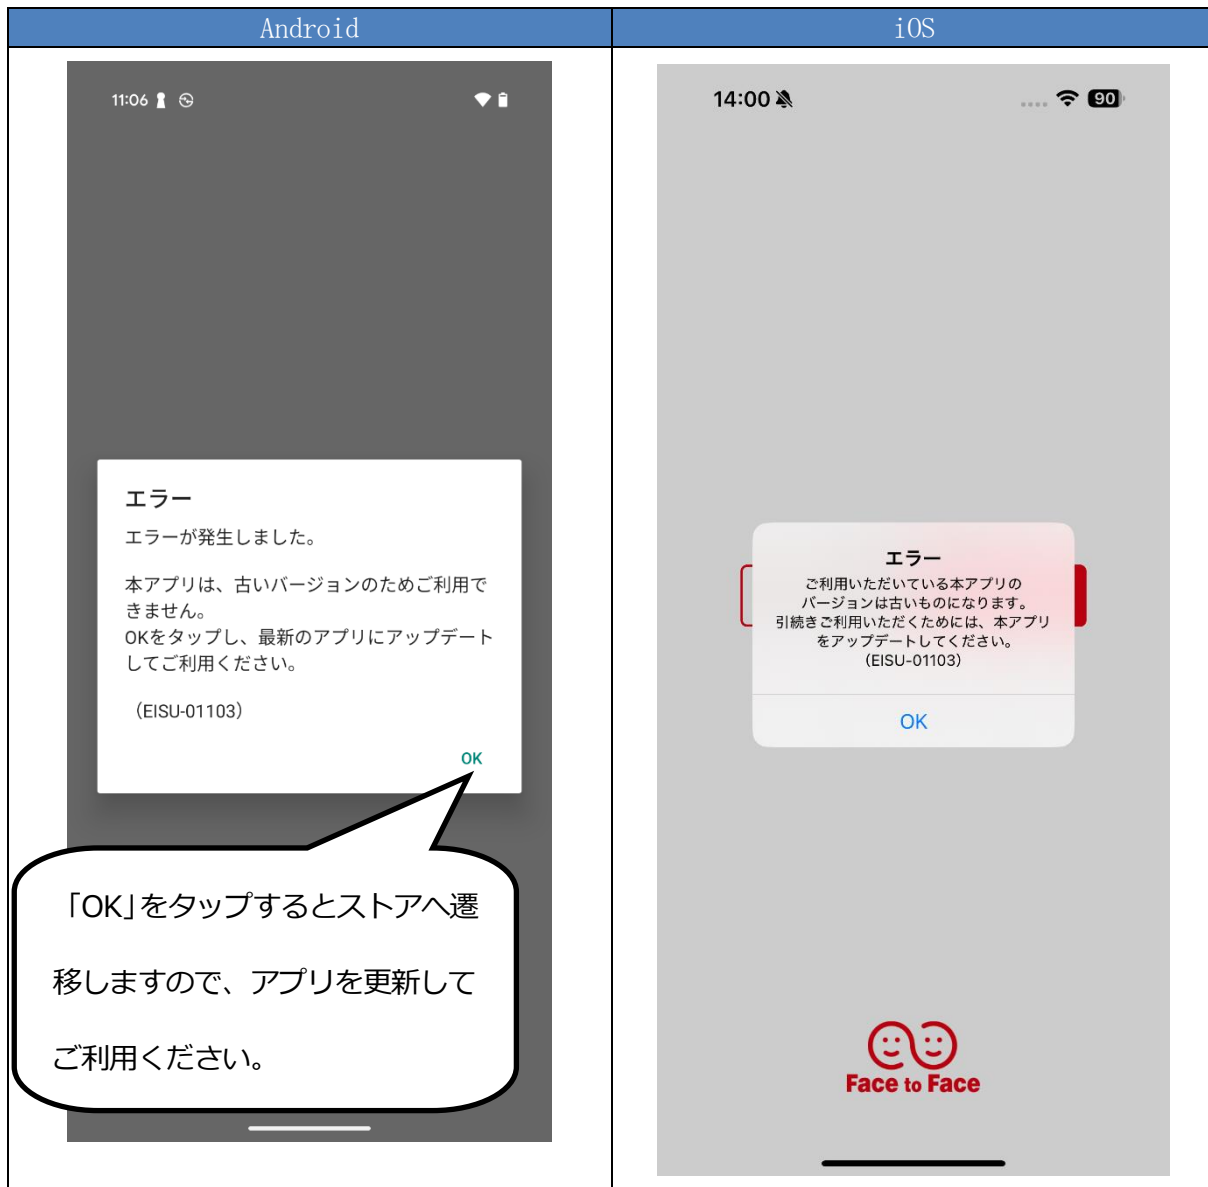 Android
iOS
11:06
エラー
エラーが発生しました。
本アプリは、古いバージョンのためご利用で
きません。
OKをタップし、最新のアプリにアップデート
してご利用ください。
（EISU-01103）
OK
「OK」をタップするとストアへ遷
移しますので、アプリを更新して
ご利用ください。
14:00
90
エラー
ご利用いただいている本アプリの
バージョンは古いものになります。
引続きご利用いただくためには、本アプリ
をアップデートしてください。
（EISU-01103）
OK
Face to Face